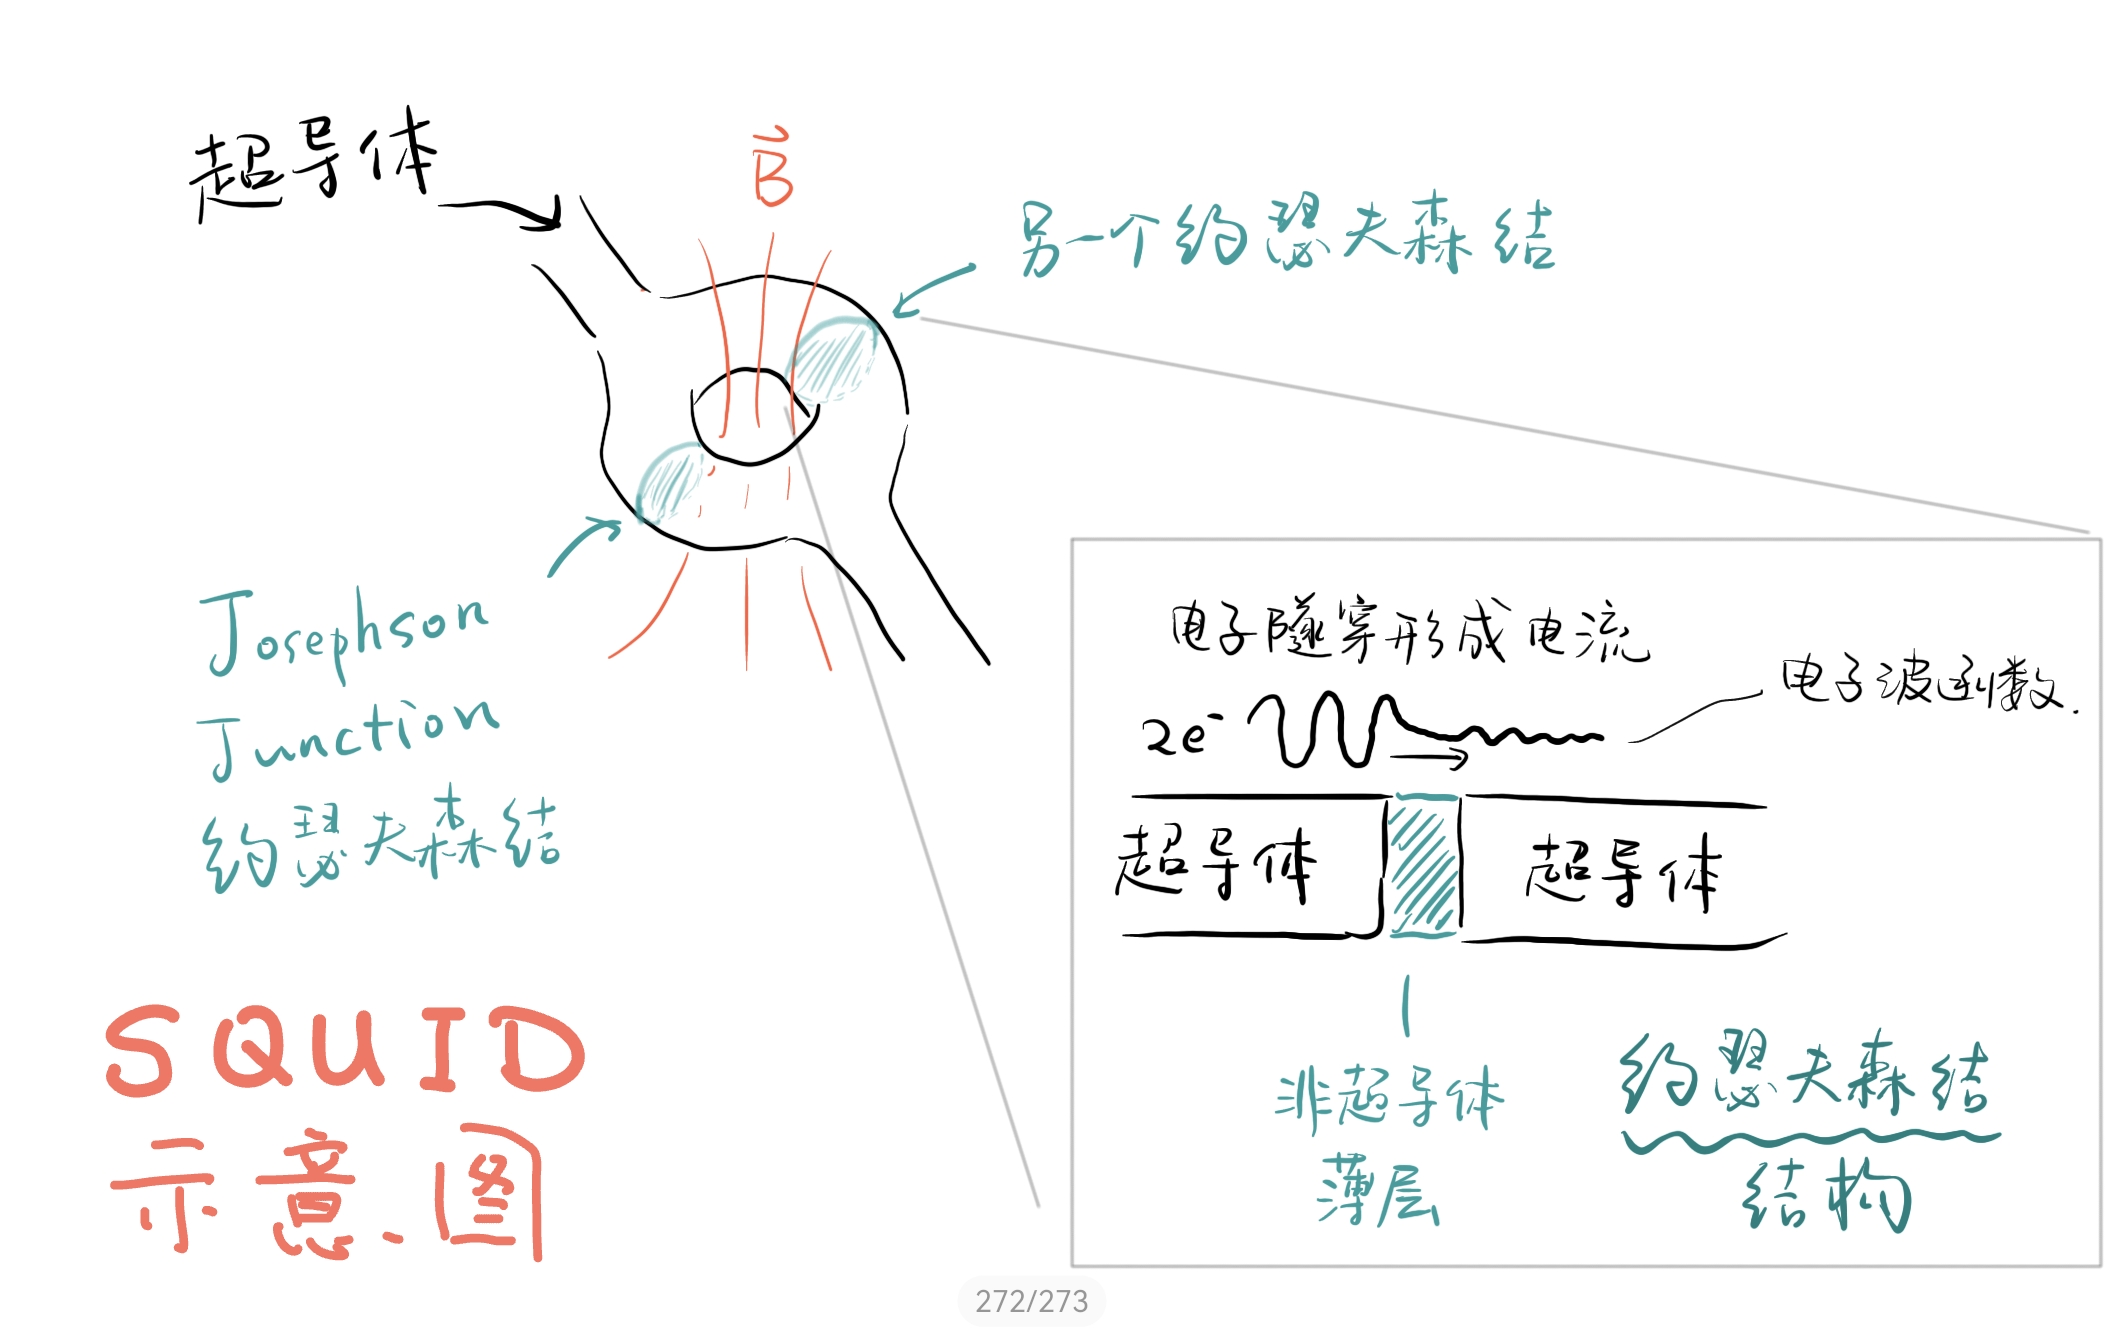 超导体
B
另一个约瑟夫森结
Josephson
Junction
约瑟夫森结
SQUID
示意图
电子隧穿形成电流
2e⁻
电子波函数.
超导体
超导体
非超导体
薄层
约瑟夫森结
结构
272/273